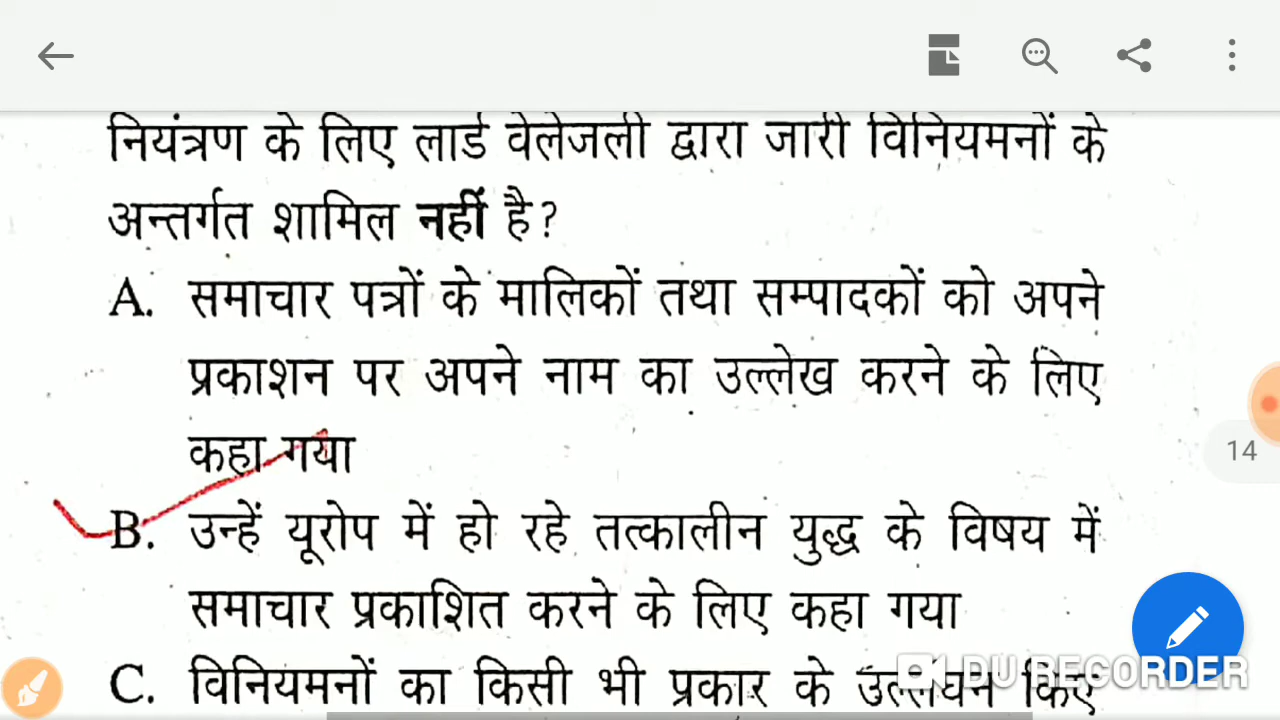 नियंत्रण के लिए लार्ड वेलेजली द्वारा जारी विनियमनों के
अन्तर्गत शामिल नहीं है?
A. समाचार पत्रों के मालिकों तथा सम्पादकों को अपने
प्रकाशन पर अपने नाम का उल्लेख करने के लिए
कहा गया
14
B. उन्हें यूरोप में हो रहे तत्कालीन युद्ध के विषय में
समाचार प्रकाशित करने के लिए कहा गया
C. विनियमनों का किसी भी प्रकार के उल्लंघन किए
DU RECORDER